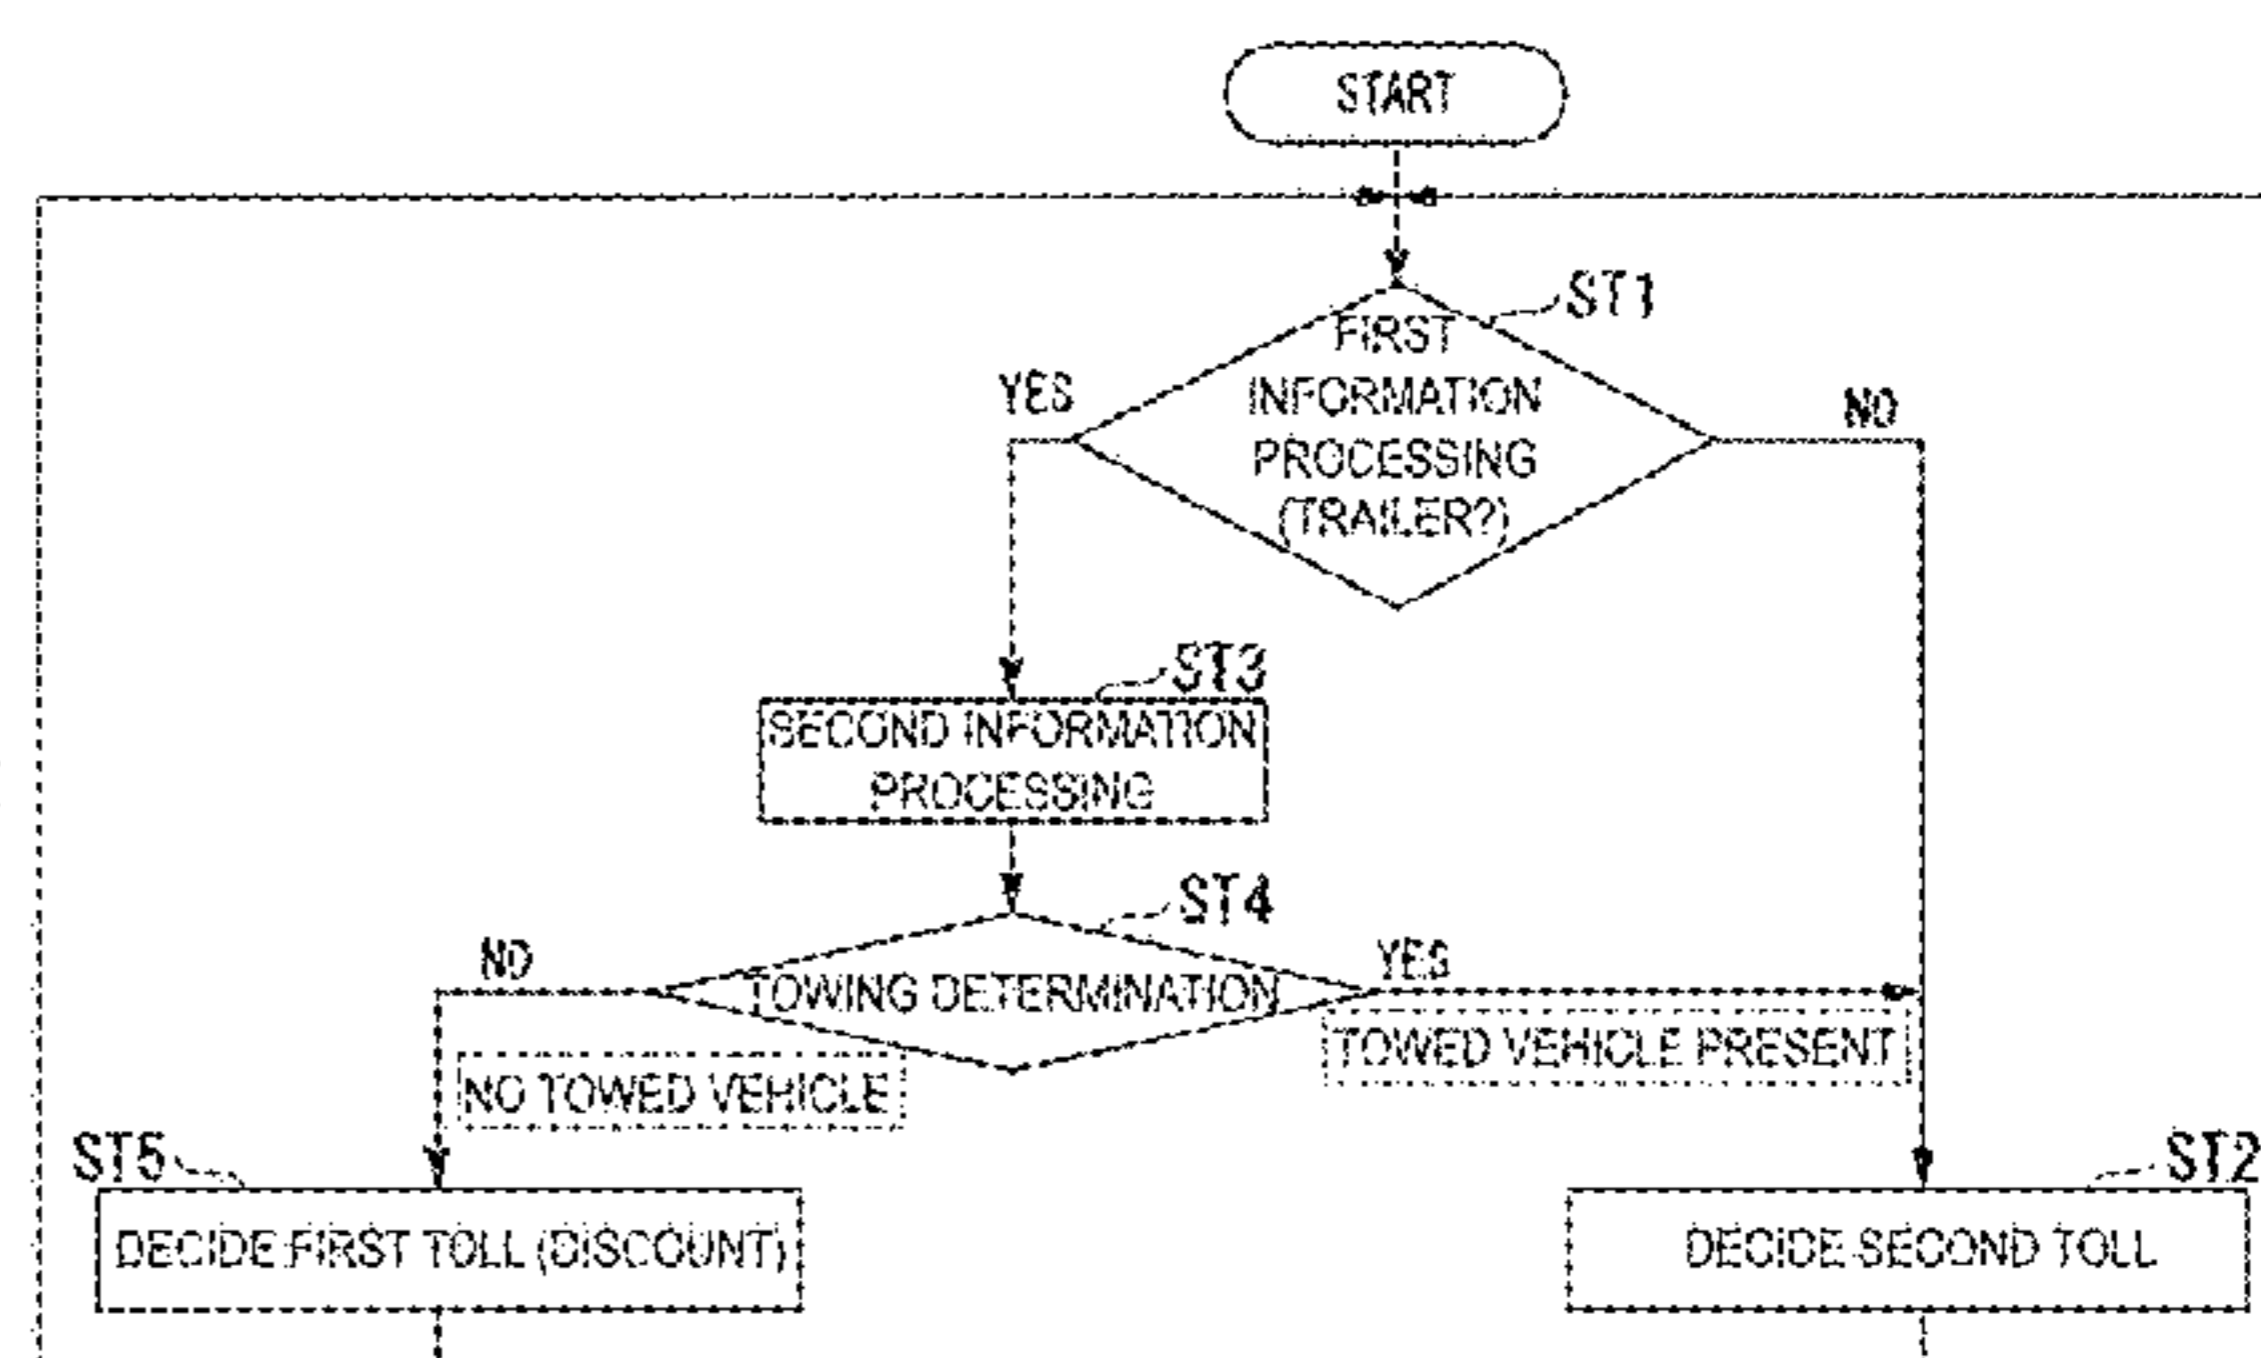 START
ST1
FIRST
INFORMATION
PROCESSING
(TRAILER?)
YES
NO
ST3
SECOND INFORMATION
PROCESSING
ST4
TOWING DETERMINATION
NO
YES
NO TOWED VEHICLE
TOWED VEHICLE PRESENT
ST5
DECIDE FIRST TOLL (DISCOUNT)
ST2
DECIDE SECOND TOLL